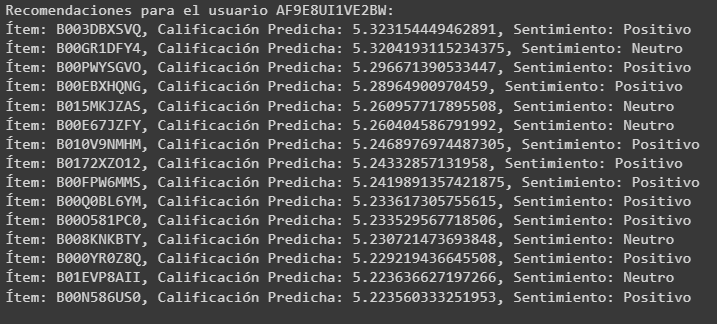 Recomendaciones para el usuario AF9E8UI1VE2BW:
Ítem: B003DBXSVQ, Calificación Predicha: 5.323154449462891, Sentimiento: Positivo
Ítem: B00GR1DFY4, Calificación Predicha: 5.3204193115234375, Sentimiento: Neutro
Ítem: B00PWYSGVO, Calificación Predicha: 5.296671390533447, Sentimiento: Positivo
Ítem: B00EBXHQNG, Calificación Predicha: 5.28964900970459, Sentimiento: Positivo
Ítem: B015MKJZAS, Calificación Predicha: 5.260957717895508, Sentimiento: Neutro
Ítem: B00E67JZFY, Calificación Predicha: 5.260404586791992, Sentimiento: Neutro
Ítem: B010V9NMHM, Calificación Predicha: 5.2468976974487305, Sentimiento: Positivo
Ítem: B0172XZO12, Calificación Predicha: 5.24332857131958, Sentimiento: Positivo
Ítem: B00FPW6MMS, Calificación Predicha: 5.2419891357421875, Sentimiento: Positivo
Ítem: B00Q0BL6YM, Calificación Predicha: 5.233617305755615, Sentimiento: Positivo
Ítem: B00O581PC0, Calificación Predicha: 5.233529567718506, Sentimiento: Positivo
Ítem: B008KNKBTY, Calificación Predicha: 5.230721473693848, Sentimiento: Neutro
Ítem: B000YR0Z8Q, Calificación Predicha: 5.229219436645508, Sentimiento: Positivo
Ítem: B01EVP8AII, Calificación Predicha: 5.223636627197266, Sentimiento: Neutro
Ítem: B00N586US0, Calificación Predicha: 5.223560333251953, Sentimiento: Positivo